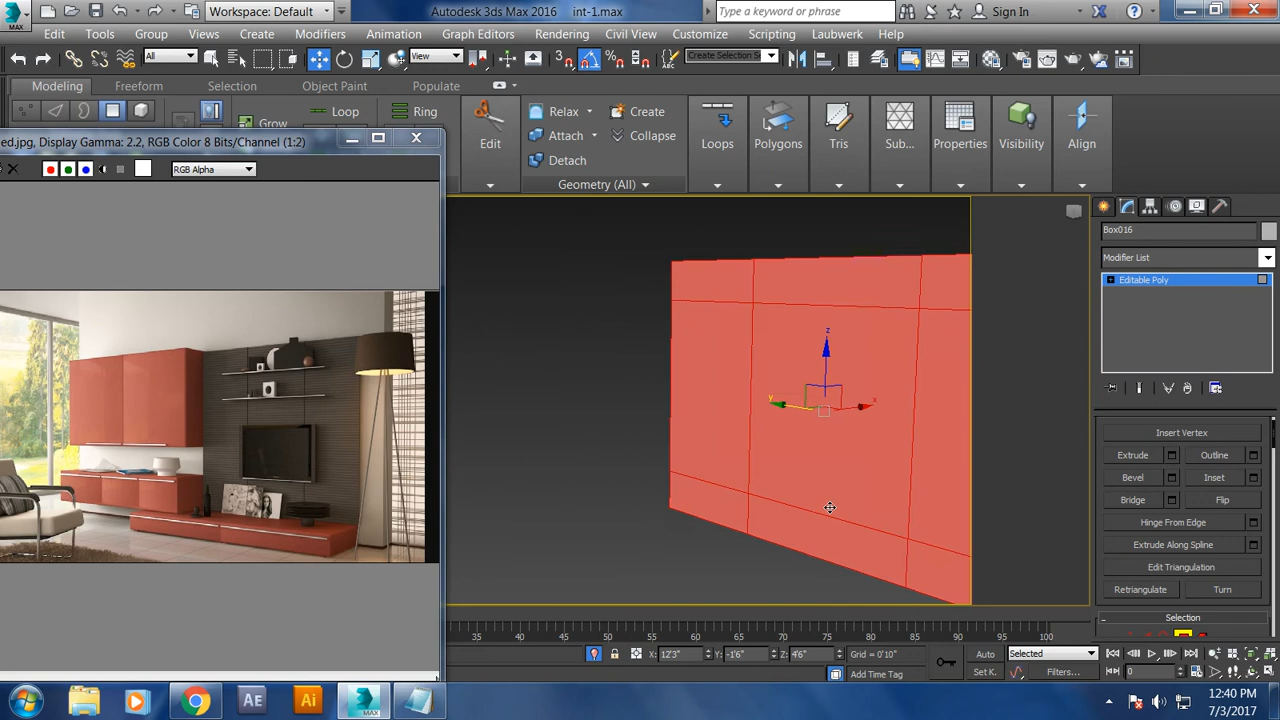 Workspace: Default
Autodesk 3ds Max 2016
int-1.max
Type a keyword or phrase
Sign In
MAX
Edit
Tools
Group
Views
Create
Modifiers
Animation
Graph Editors
Rendering
Civil View
Customize
Scripting
Laubwerk
Help
All
View
Create Selection Se
Modeling
Freeform
Selection
Object Paint
Populate
Loop
Ring
Grow
Edit
Relax
Attach
Detach
Create
Collapse
Geometry (All)
Loops
Polygons
Tris
Sub...
Properties
Visibility
Align
ed.jpg, Display Gamma: 2.2, RGB Color 8 Bits/Channel (1:2)
RGB Alpha
z
y
x
Box016
Modifier List
Editable Poly
Insert Vertex
Extrude
Outline
Bevel
Inset
Bridge
Flip
Hinge From Edge
Extrude Along Spline
Edit Triangulation
Retriangulate
Turn
Selection
35
40
45
50
55
60
65
70
75
80
85
90
95
100
X: 12'3"
Y: -1'6"
Z: 4'6"
Grid = 0'10"
Add Time Tag
Auto
Selected
Set K.
Filters...
0
AE
Ai
MAX
12:40 PM
7/3/2017